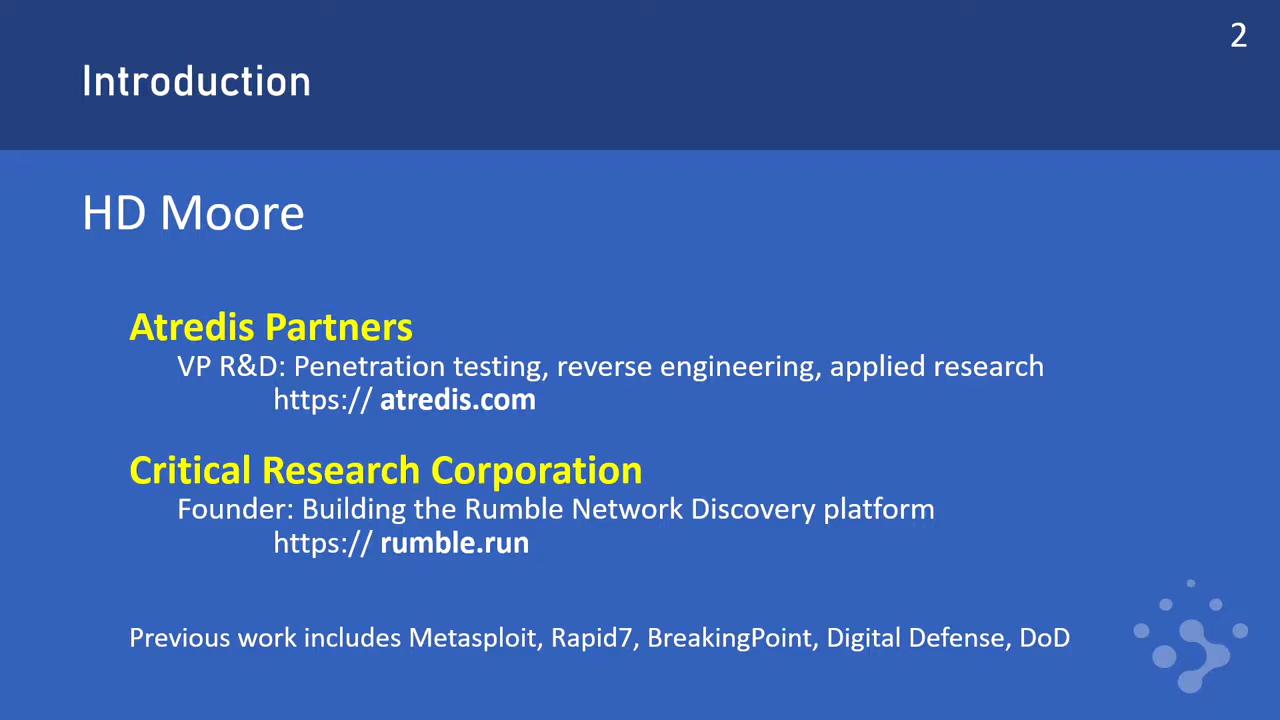 2
Introduction
HD Moore
Atredis Partners
VP R&D: Penetration testing, reverse engineering, applied research
https:// atredis.com
Critical Research Corporation
Founder: Building the Rumble Network Discovery platform
https:// rumble.run
Previous work includes Metasploit, Rapid7, BreakingPoint, Digital Defense, DoD